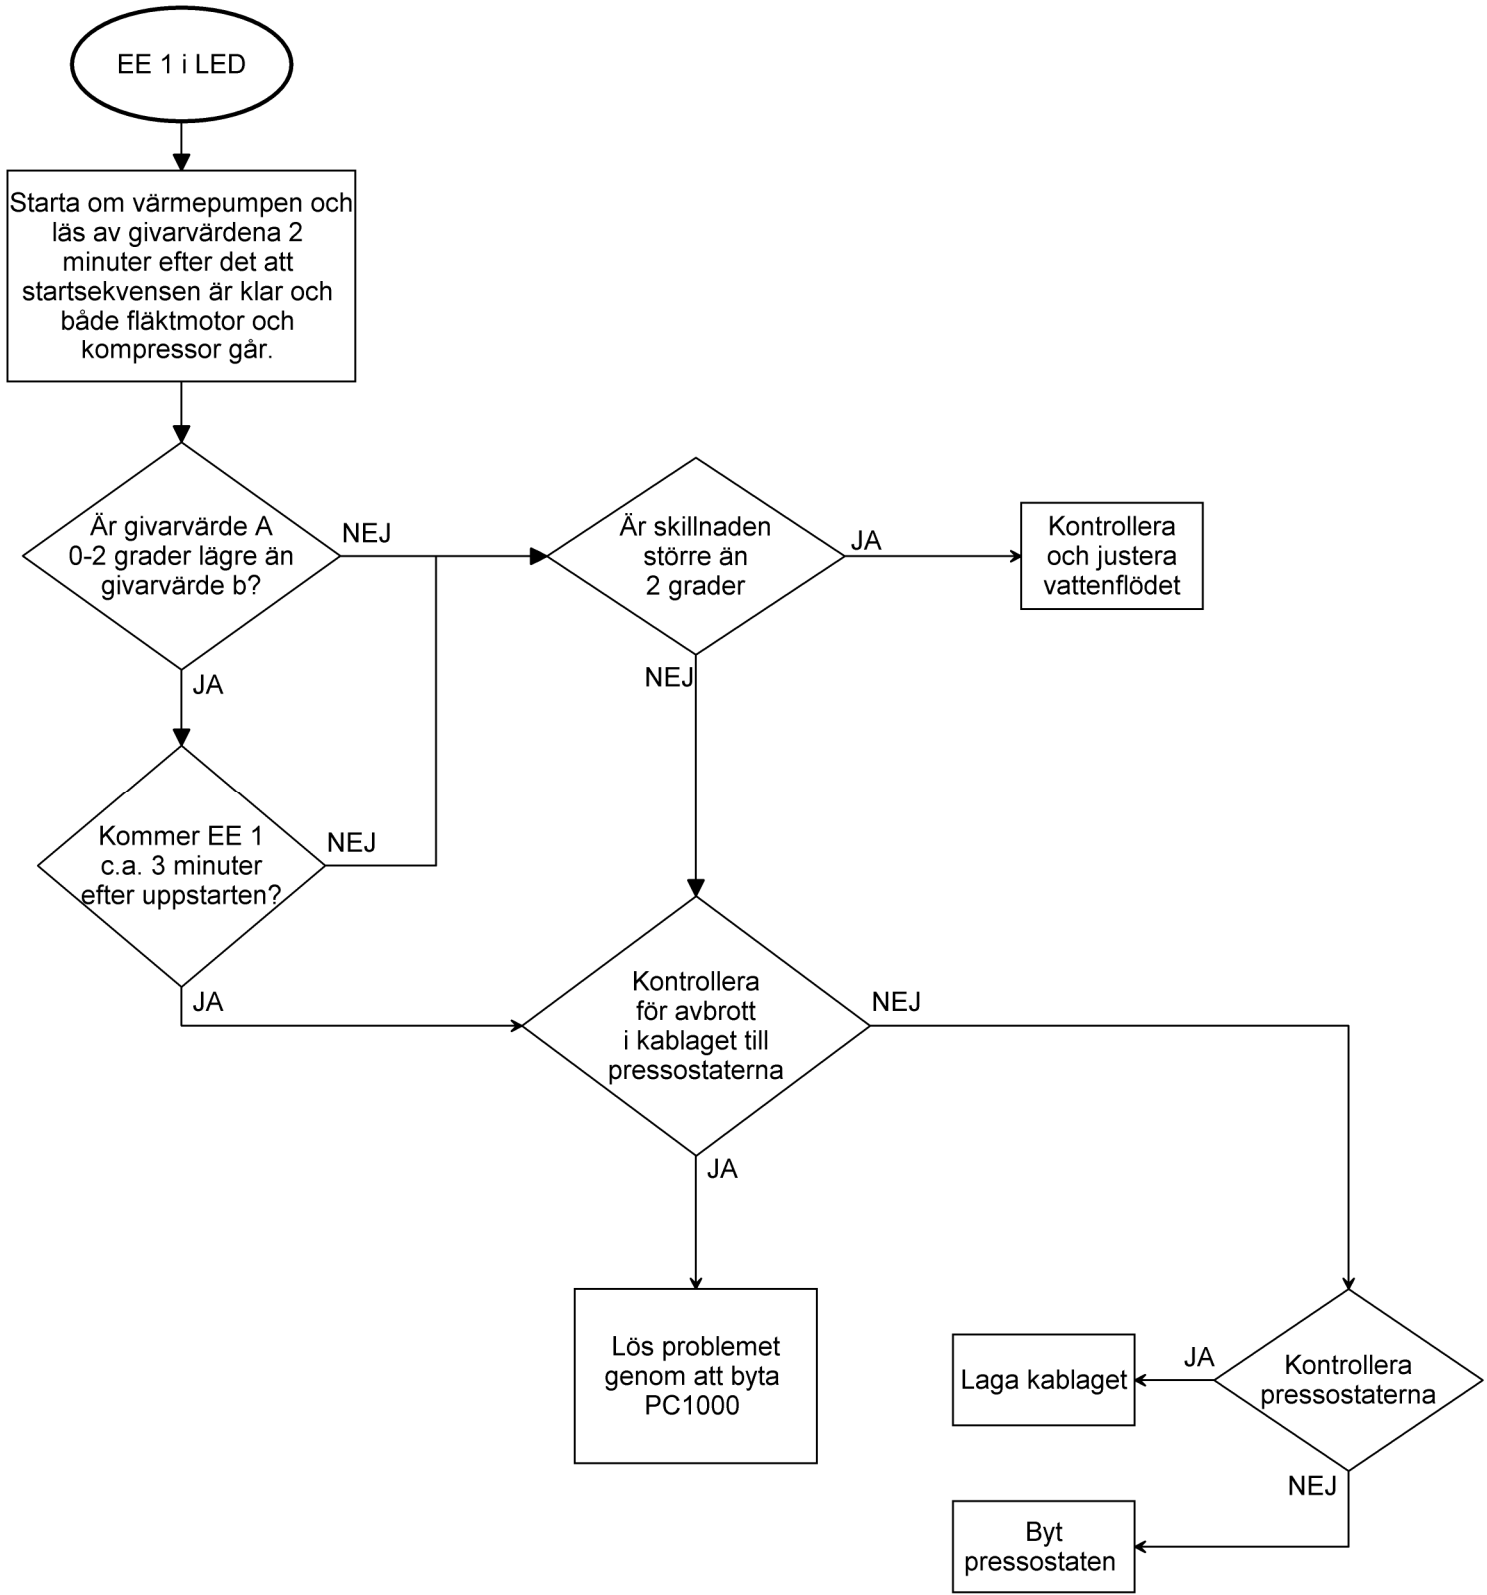 EE 1 i LED
Starta om värmepumpen och
läs av givarvärdena 2
minuter efter det att
startsekvensen är klar och
både fläktmotor och
kompressor går.
Är givarvärde A
0-2 grader lägre än
givarvärde b?
NEJ
JA
Är skillnaden
större än
2 grader
JA
NEJ
Kontrollera
och justera
vattenflödet
Kommer EE 1
c.a. 3 minuter
efter uppstarten?
NEJ
JA
Kontrollera
för avbrott
i kablaget till
pressostaterna
NEJ
JA
Lös problemet
genom att byta
PC1000
Kontrollera
pressostaterna
JA
NEJ
Laga kablaget
Byt
pressostaten